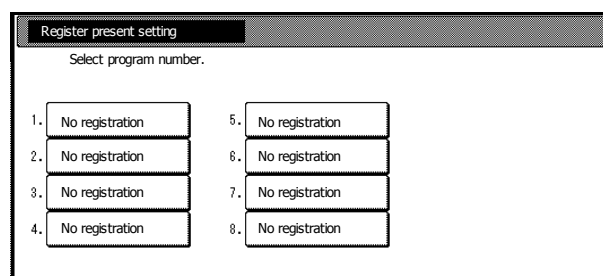 Register present setting
Select program number.
1. No registration
2. No registration
3. No registration
4. No registration
5. No registration
6. No registration
7. No registration
8. No registration